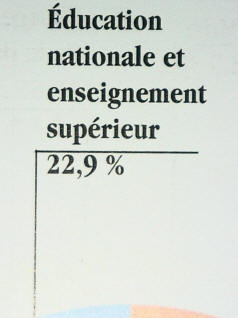 Éducation
nationale et
enseignement
supérieur
22,9 %